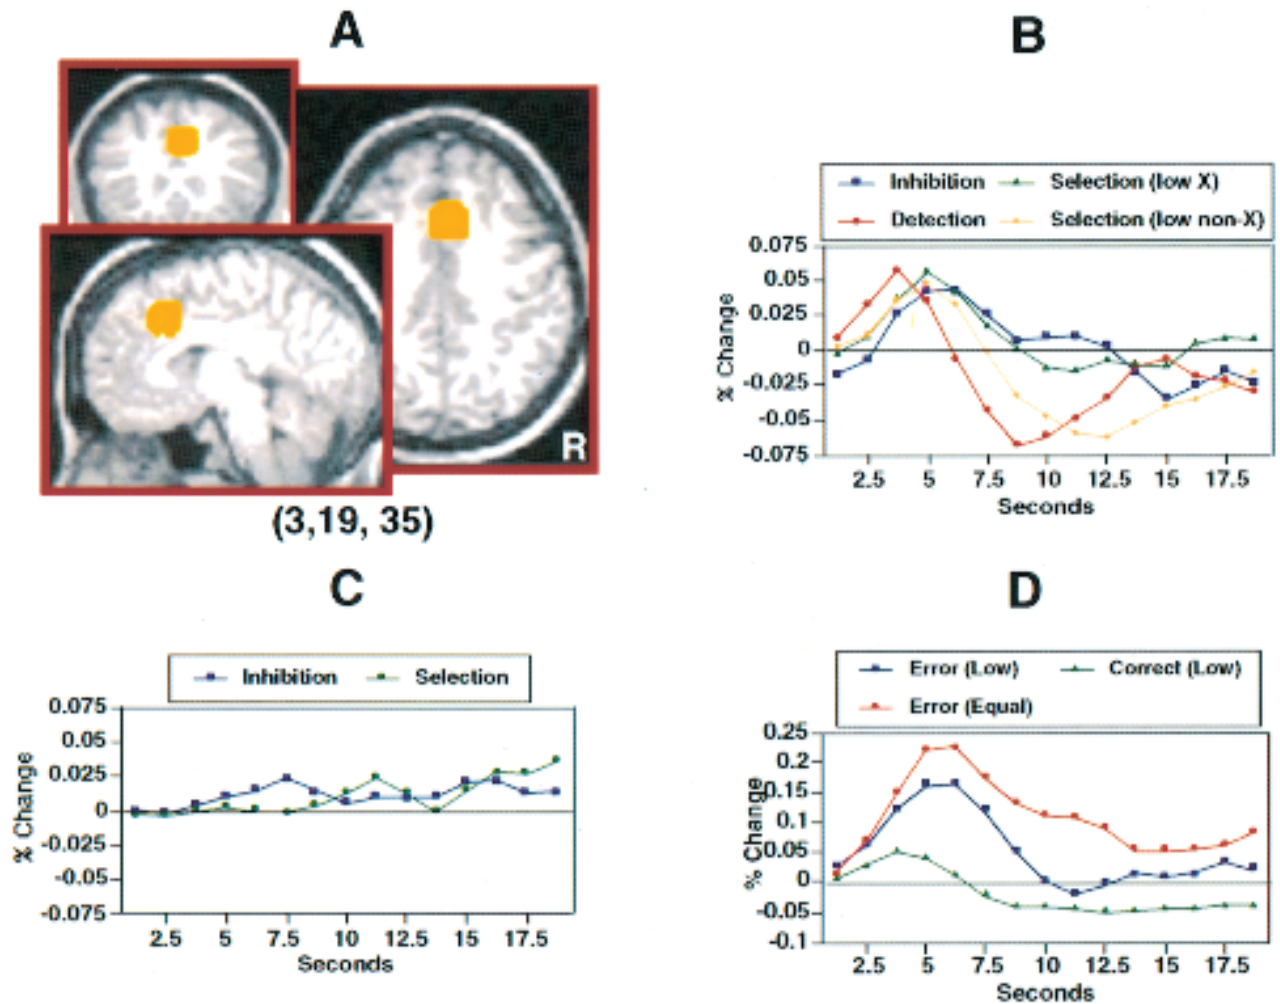 A
R
(3,19, 35)
B
Inhibition
Selection (low X)
Detection
Selection (low non-X)
0.075
0.05
0.025
0
-0.025
-0.05
-0.075
% Change
2.5 5 7.5 10 12.5 15 17.5
Seconds
C
Inhibition
Selection
0.075
0.05
0.025
0
-0.025
-0.05
-0.075
% Change
2.5 5 7.5 10 12.5 15 17.5
Seconds
D
Error (Low)
Correct (Low)
Error (Equal)
0.25
0.2
0.15
0.1
0.05
0
-0.05
-0.1
% Change
2.5 5 7.5 10 12.5 15 17.5
Seconds